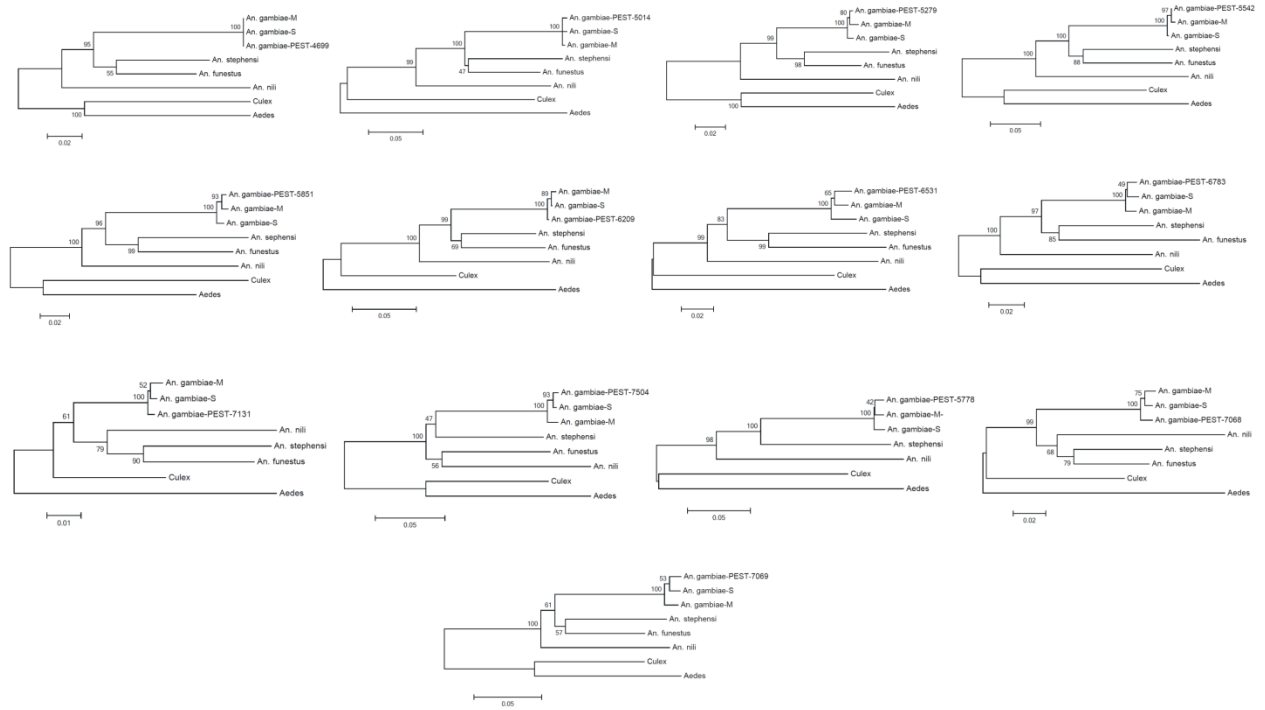 An. gambiae-M
100
An. gambiae-S
95
An. gambiae-PEST-4699
An. stephensi
55
An. funestus
An. nili
Culex
100
Aedes
0.02
An. gambiae-PEST-5014
100
An. gambiae-S
100
An. gambiae-M
99
An. stephensi
47
An. funestus
An. nili
Culex
Aedes
0.05
80
An. gambiae-PEST-5279
100
An. gambiae-M
99
An. gambiae-S
An. stephensi
98
An. funestus
An. nili
Culex
100
Aedes
0.02
97
An. gambiae-PEST-5542
100
An. gambiae-M
100
An. gambiae-S
100
An. stephensi
88
An. funestus
An. nili
Culex
Aedes
0.05
93
An. gambiae-PEST-5851
100
An. gambiae-M
98
An. gambiae-S
100
An. sephensi
99
An. funestus
An. nili
Culex
Aedes
0.02
89
An. gambiae-M
100
An. gambiae-S
99
An. gambiae-PEST-6209
100
An. stephensi
69
An. funestus
An. nili
Culex
Aedes
0.05
65
An. gambiae-PEST-6531
100
An. gambiae-M
83
An. gambiae-S
99
An. stephensi
99
An. funestus
An. nili
Culex
Aedes
0.02
49
An. gambiae-PEST-6783
100
An. gambiae-S
97
An. gambiae-M
100
An. stephensi
85
An. funestus
An. nili
Culex
Aedes
0.02
52
An. gambiae-M
100
An. gambiae-S
61
An. gambiae-PEST-7131
An. nili
79
An. stephensi
90
An. funestus
Culex
Aedes
0.01
93
An. gambiae-PEST-7504
100
An. gambiae-S
47
An. gambiae-M
100
An. stephensi
An. funestus
56
An. nili
Culex
Aedes
0.05
42
An. gambiae-PEST-5778
100
An. gambiae-M-
100
An. gambiae-S
98
An. stephensi
An. nili
Culex
Aedes
0.05
75
An. gambiae-M
100
An. gambiae-S
99
An. gambiae-PEST-7068
An. nili
68
An. stephensi
79
An. funestus
Culex
Aedes
0.02
53
An. gambiae-PEST-7069
100
An. gambiae-S
61
An. gambiae-M
100
An. stephensi
57
An. funestus
An. nili
Culex
Aedes
0.05